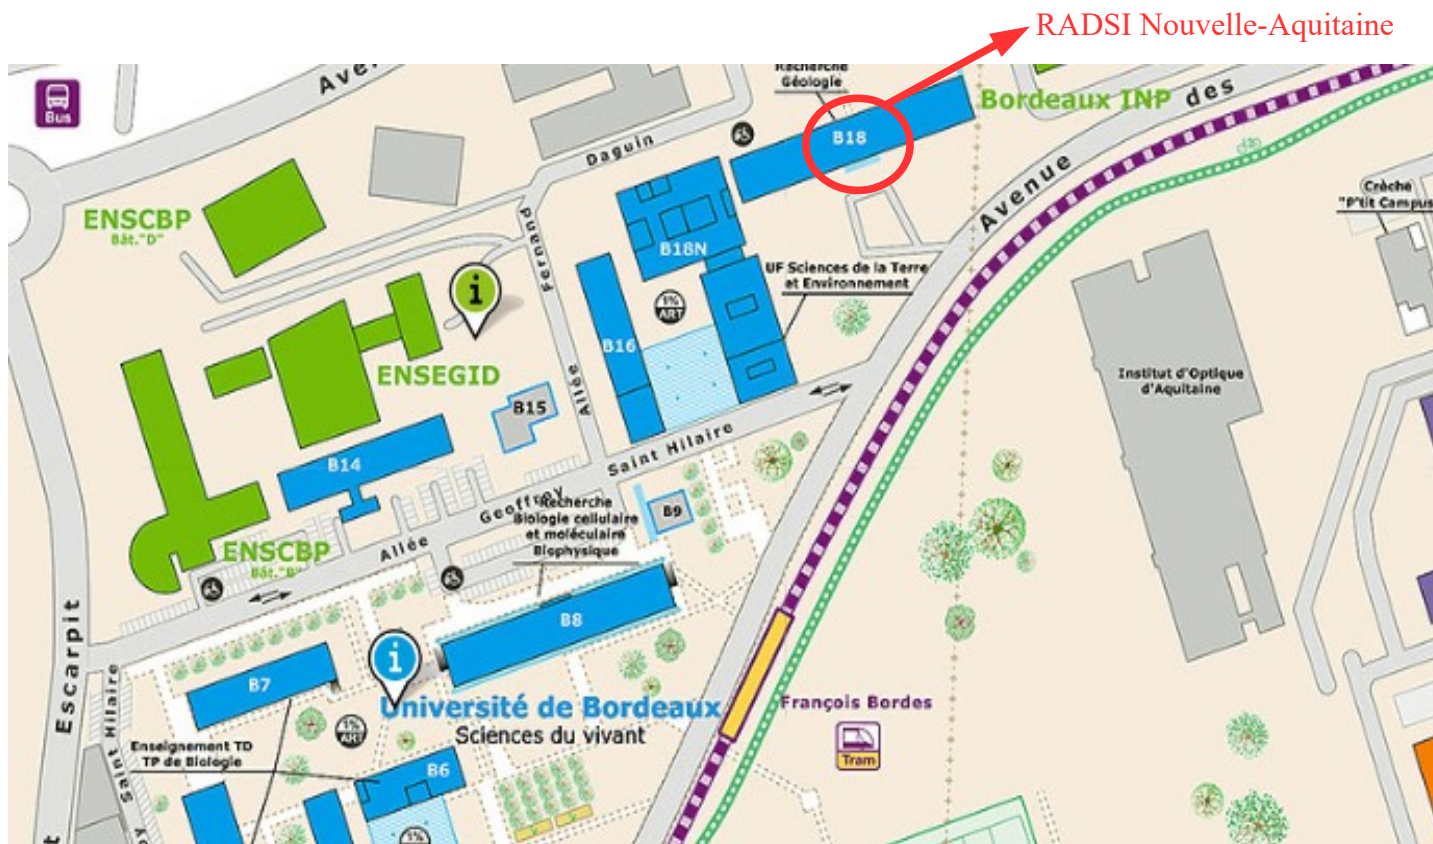 RADSI Nouvelle-Aquitaine
Recherche
Géologie
Bus
Bordeaux INP
des
Avenue
B18
Daguin
Fernand
Allée
Crèche
"P'tit Campus
ENSCBP
Bât."D"
B18N
UF Sciences de la Terre
et Environnement
i
1%
ART
B16
ENSEGID
Institut d'Optique
d'Aquitaine
B15
B14
Saint Hilaire
Geoffroy
Allée
Recherche
Biologie cellulaire
et moléculaire
Biophysique
B9
ENSCBP
Bât."B"
B8
B7
i
Escarpit
Saint Hilaire
Université de Bordeaux
Sciences du vivant
François Bordes
Tram
1%
ART
Enseignement TD
TP de Biologie
B6
1%